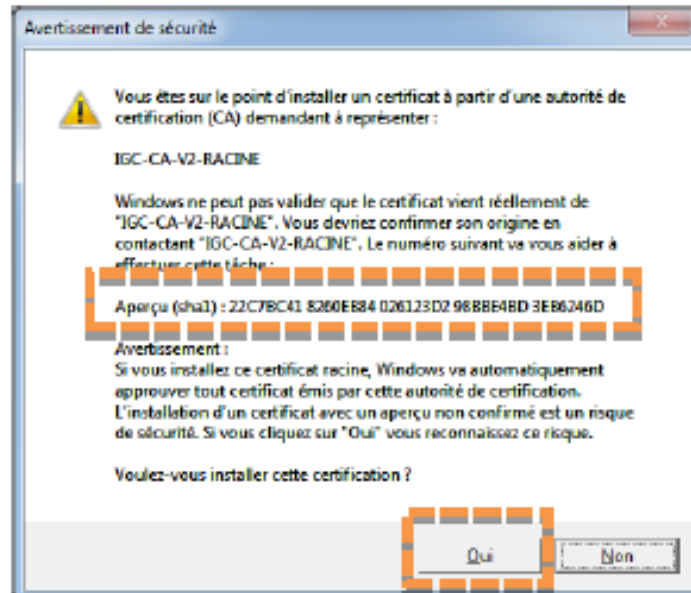 Avertissement de sécurité
Vous êtes sur le point d'installer un certificat à partir d'une autorité de
certification (CA) demandant à représenter :
IGC-CA-V2-RACINE
Windows ne peut pas valider que le certificat vient réellement de
"IGC-CA-V2-RACINE". Vous devriez confirmer son origine en
contactant "IGC-CA-V2-RACINE". Le numéro suivant va vous aider à
effectuer cette tâche :
Aperçu (sha1) : 22C7BC41 8260EB84 026123D2 98BBE4BD 3EB6246D
Avertissement :
Si vous installez ce certificat racine, Windows va automatiquement
approuver tout certificat émis par cette autorité de certification.
L'installation d'un certificat avec un aperçu non confirmé est un risque
de sécurité. Si vous cliquez sur "Oui" vous reconnaissez ce risque.
Voulez-vous installer cette certification ?
Oui
Non